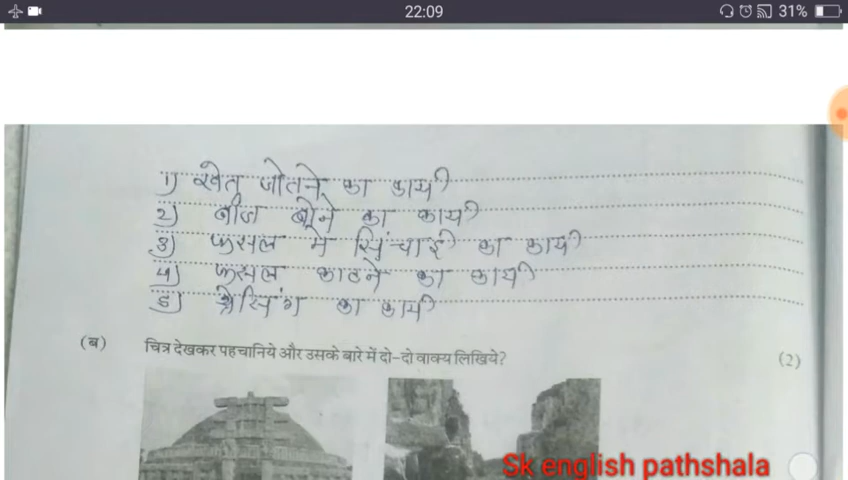 22:09
31%
1) खेत जोतने का कार्य
2) बीज बोने का कार्य
3) फसल में सिंचाई का कार्य
4) फसल काटने का कार्य
5) थ्रेसिंग का कार्य
(ब) चित्र देखकर पहचानिये और उसके बारे में दो-दो वाक्य लिखिये? (2)
Sk english pathshala